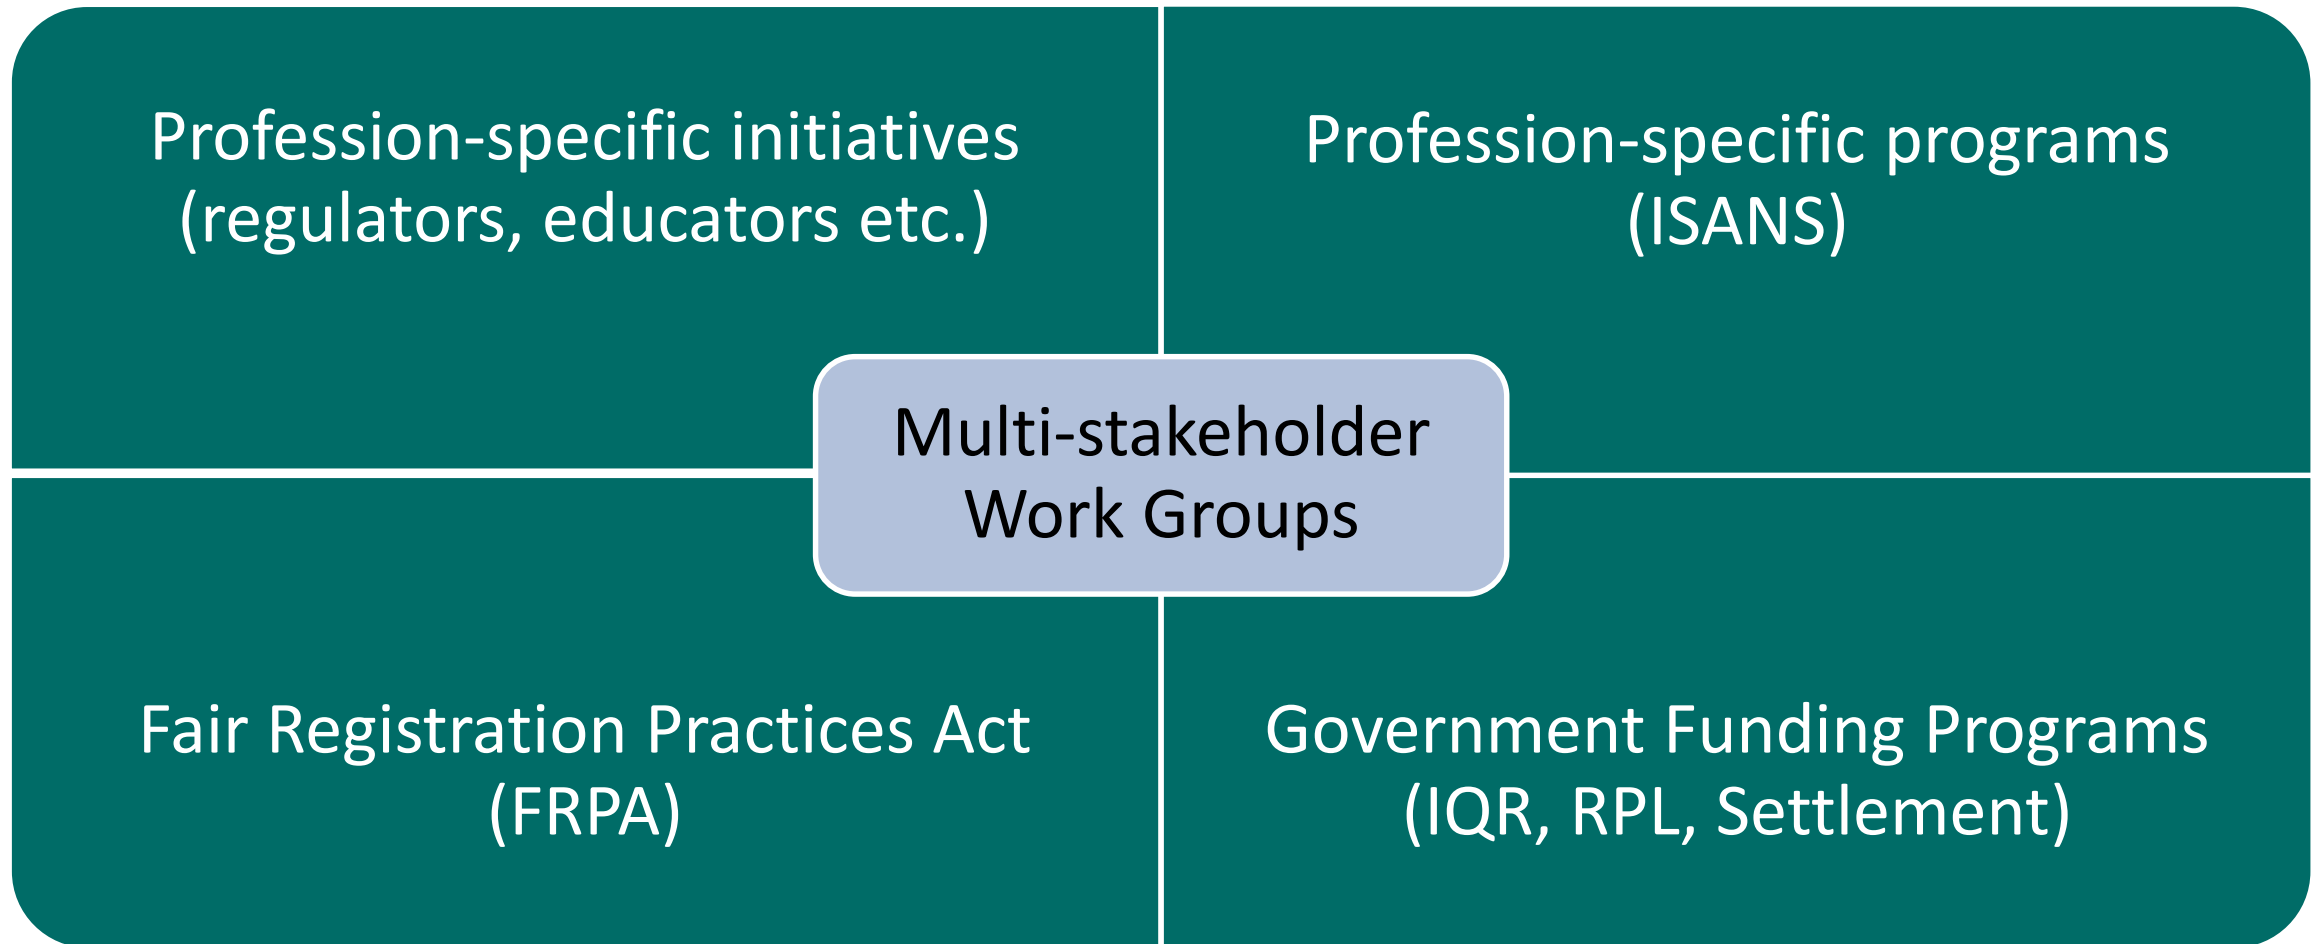 Profession-specific initiatives
(regulators, educators etc.)
Profession-specific programs
(ISANS)
Multi-stakeholder
Work Groups
Fair Registration Practices Act
(FRPA)
Government Funding Programs
(IQR, RPL, Settlement)